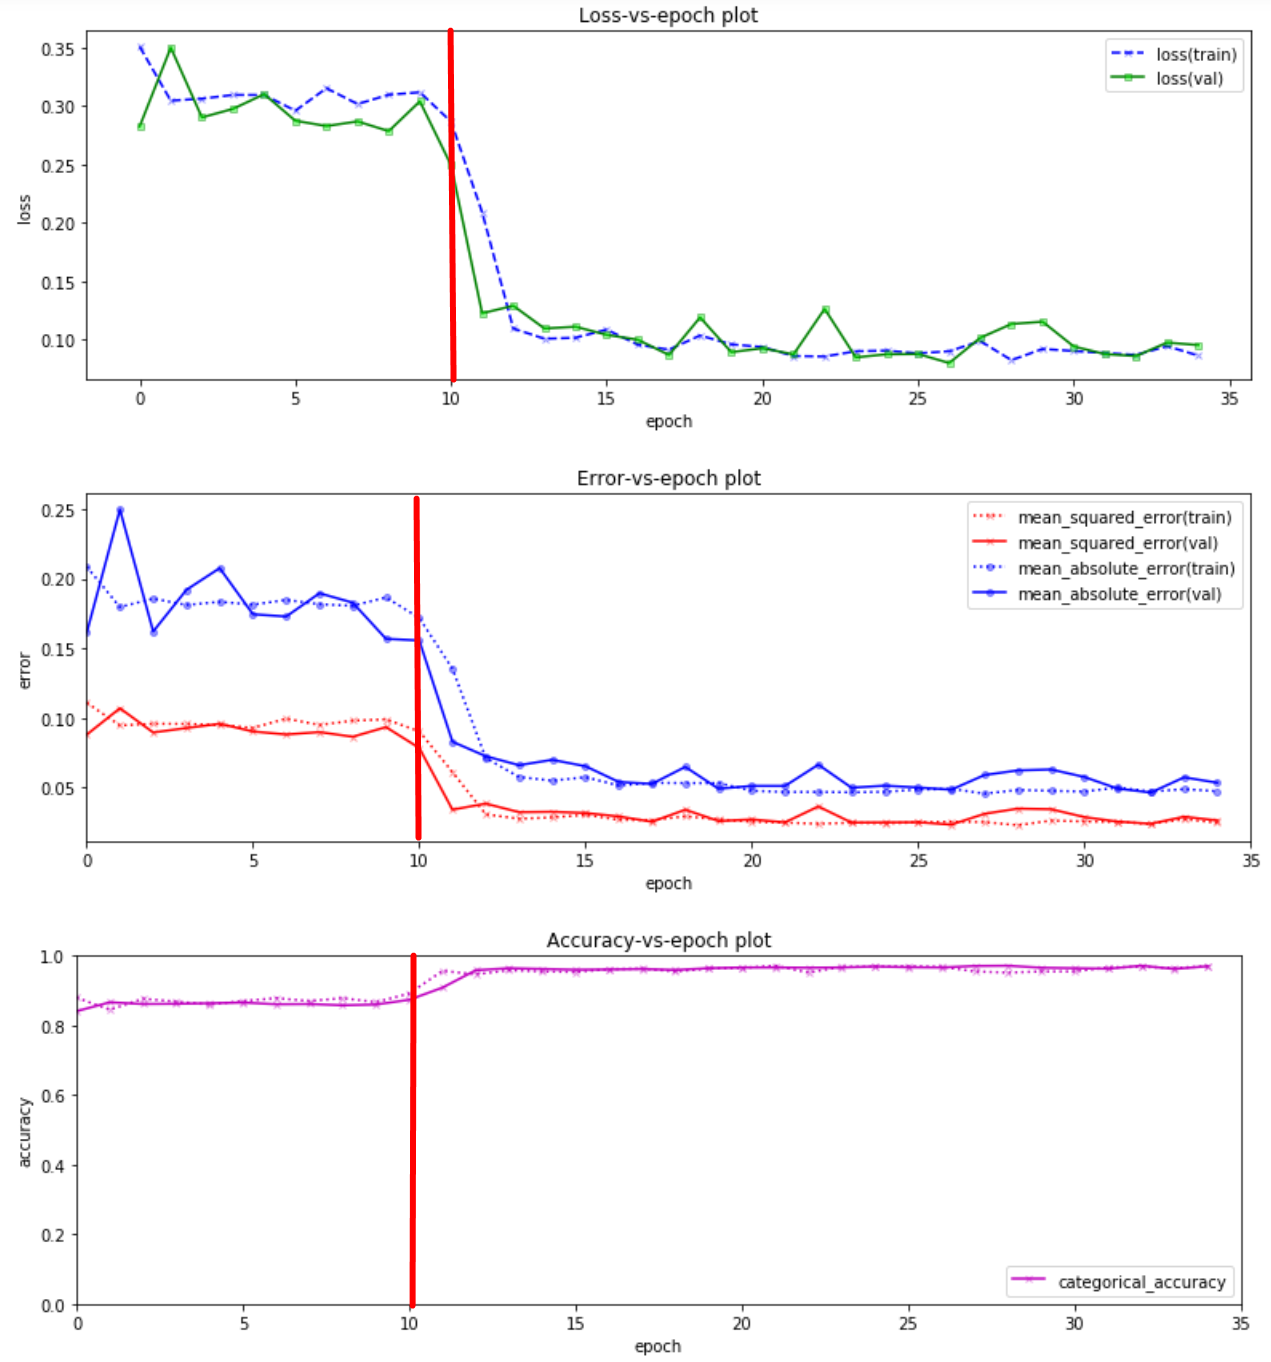 Loss-vs-epoch plot
loss(train)
loss(val)
0.35
0.30
0.25
0.20
0.15
0.10
loss
0 5 10 15 20 25 30 35
epoch
Error-vs-epoch plot
mean_squared_error(train)
mean_squared_error(val)
mean_absolute_error(train)
mean_absolute_error(val)
0.25
0.20
0.15
0.10
0.05
error
0 5 10 15 20 25 30 35
epoch
Accuracy-vs-epoch plot
1.0
0.8
0.6
0.4
0.2
0.0
accuracy
categorical_accuracy
0 5 10 15 20 25 30 35
epoch